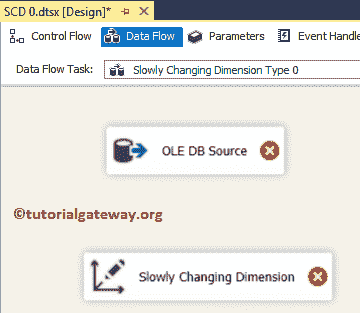 SCD 0.dtsx [Design]*
Control Flow Data Flow Parameters Event Handle
Data Flow Task: Slowly Changing Dimension Type 0
OLE DB Source
©tutorialgateway.org
Slowly Changing Dimension